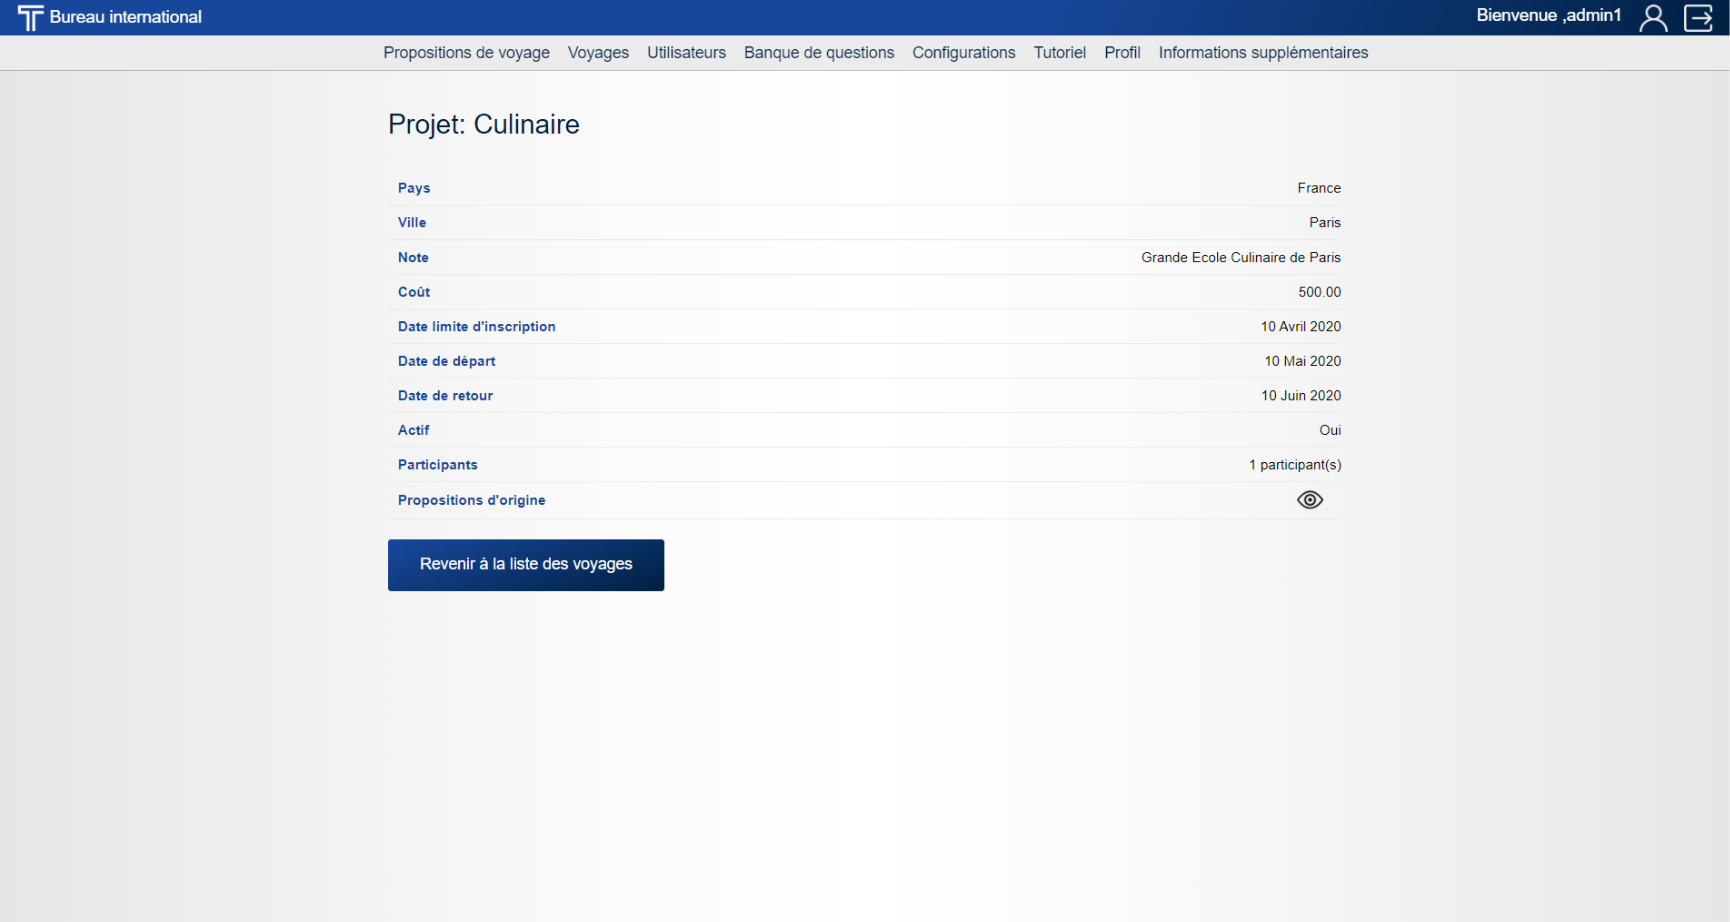 Bureau international
Bienvenue ,admin1
Propositions de voyage Voyages Utilisateurs Banque de questions Configurations Tutoriel Profil Informations supplémentaires
Projet: Culinaire
Pays France
Ville Paris
Note Grande Ecole Culinaire de Paris
Coût 500.00
Date limite d'inscription 10 Avril 2020
Date de départ 10 Mai 2020
Date de retour 10 Juin 2020
Actif Oui
Participants 1 participant(s)
Propositions d'origine
Revenir à la liste des voyages